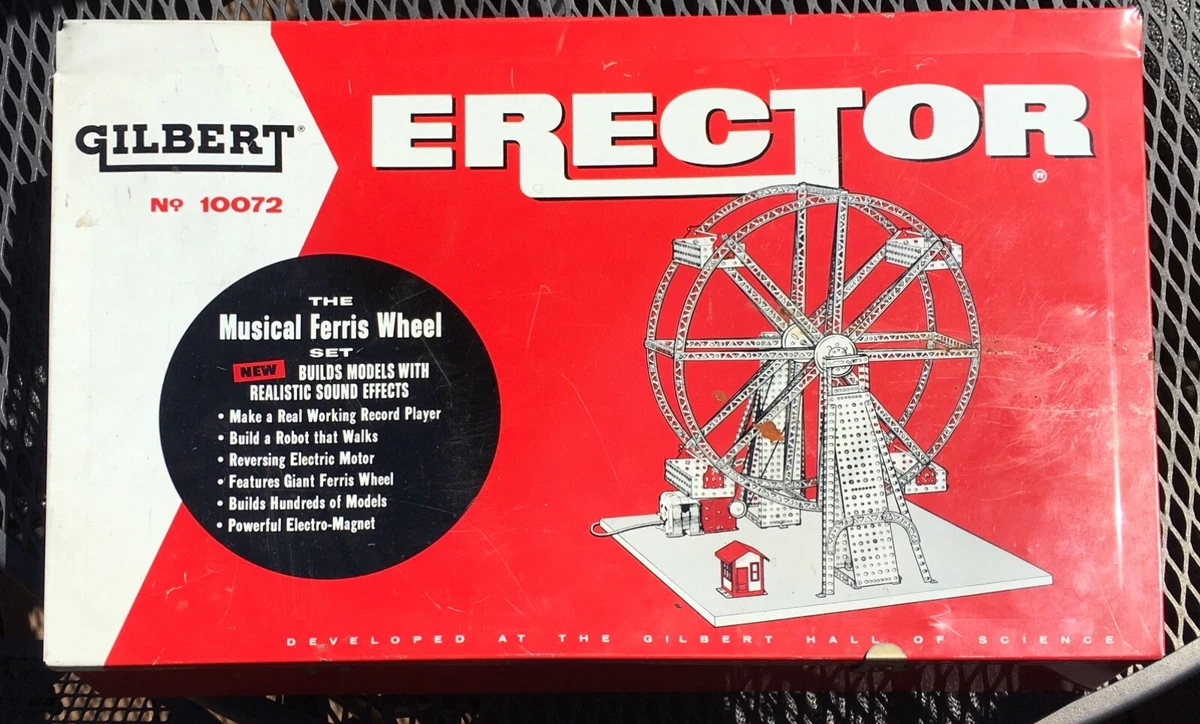 GILBERT®
Nº 10072
ERECTOR
®
THE
Musical Ferris Wheel
SET
NEW BUILDS MODELS WITH
REALISTIC SOUND EFFECTS
• Make a Real Working Record Player
• Build a Robot that Walks
• Reversing Electric Motor
• Features Giant Ferris Wheel
• Builds Hundreds of Models
• Powerful Electro-Magnet
DEVELOPED AT THE GILBERT HALL OF SCIENCE